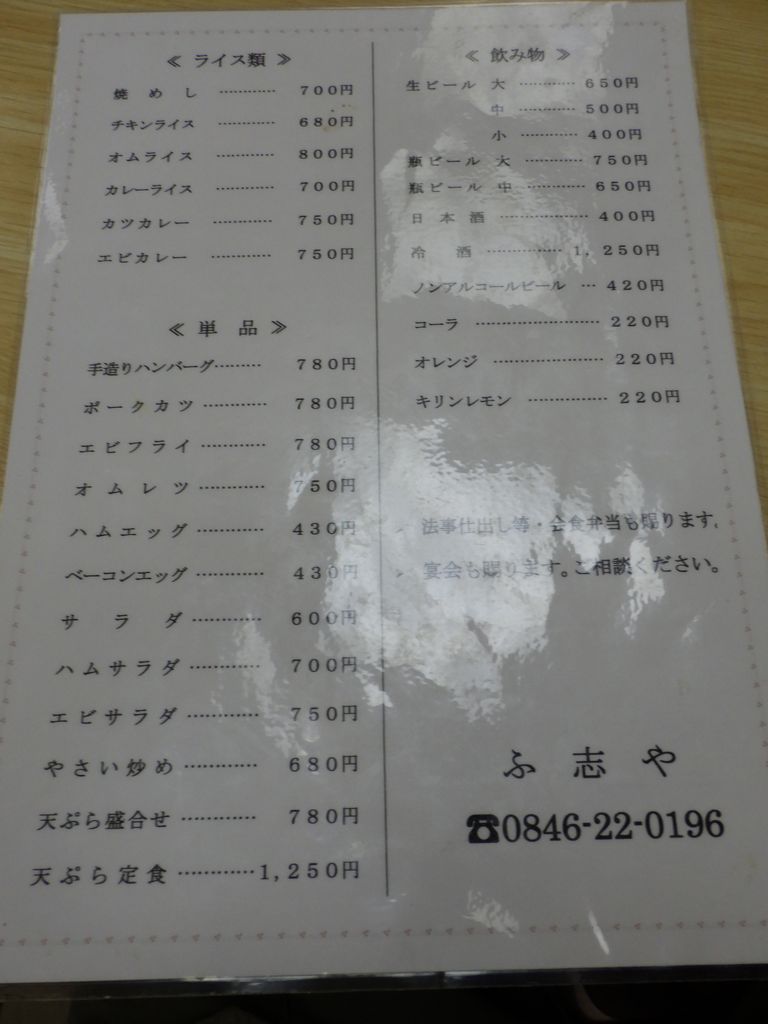 ≪ ライス類 ≫
焼めし ………… 700円
チキンライス ………… 680円
オムライス ………… 800円
カレーライス ………… 700円
カツカレー ………… 750円
エビカレー ………… 750円
≪ 単品 ≫
手造りハンバーグ……… 780円
ポークカツ ………… 780円
エビフライ ………… 780円
オムレツ ………… 750円
ハムエッグ ………… 430円
ベーコンエッグ ………… 430円
サラダ ………… 600円
ハムサラダ ………… 700円
エビサラダ ………… 750円
やさい炒め ………… 680円
天ぷら盛合せ ………… 780円
天ぷら定食 …………1,250円
≪ 飲み物 ≫
生ビール 大 ………… 650円
中 ………… 500円
小 ………… 400円
瓶ビール 大 ………… 750円
瓶ビール 中 ………… 650円
日本酒 ……………… 400円
冷酒 …………… 1,250円
ノンアルコールビール … 420円
コーラ …………………… 220円
オレンジ ………………… 220円
キリンレモン …………… 220円
法事仕出し等・会食弁当も賜ります。
宴会も賜ります。ご相談ください。
ふ志や
☎0846-22-0196